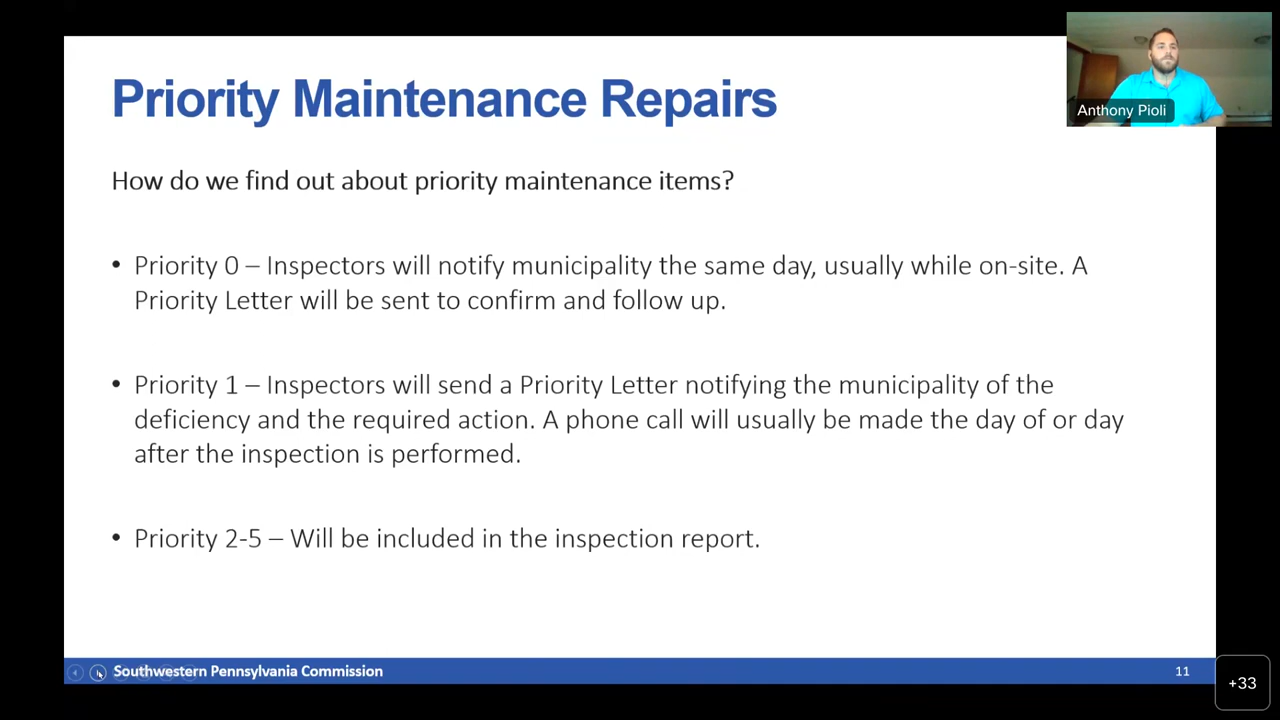 Priority Maintenance Repairs
Anthony Pioli
How do we find out about priority maintenance items?
• Priority 0 – Inspectors will notify municipality the same day, usually while on-site. A
Priority Letter will be sent to confirm and follow up.
• Priority 1 – Inspectors will send a Priority Letter notifying the municipality of the
deficiency and the required action. A phone call will usually be made the day of or day
after the inspection is performed.
• Priority 2-5 – Will be included in the inspection report.
Southwestern Pennsylvania Commission
11
+33